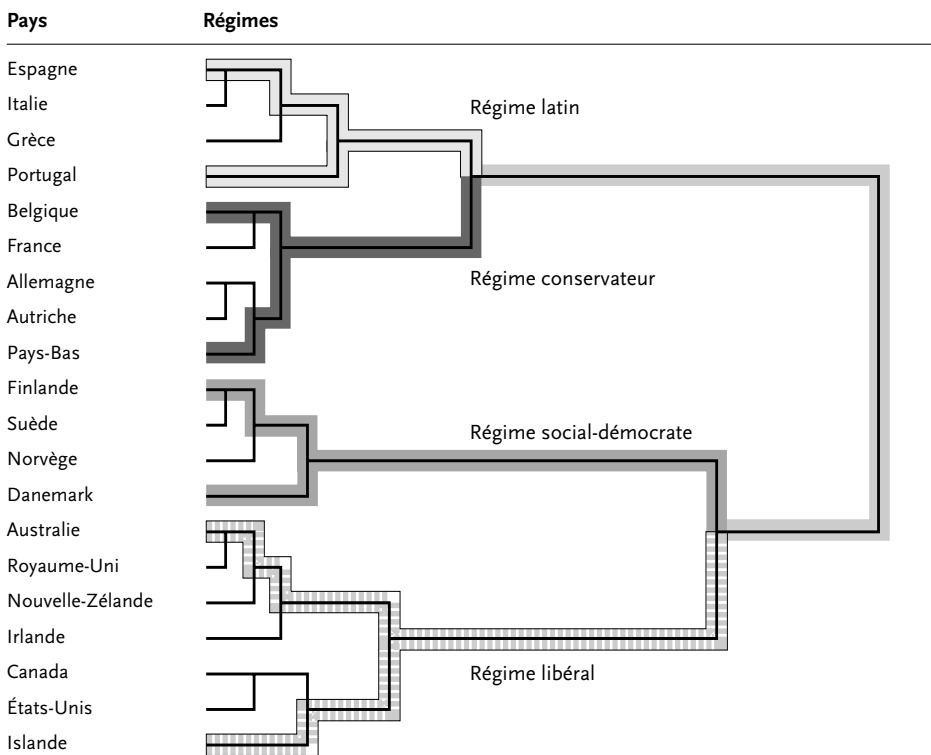 Pays Régimes
Espagne
Italie
Régime latin
Grèce
Portugal
Belgique
France
Allemagne
Régime conservateur
Autriche
Pays-Bas
Finlande
Suède
Régime social-démocrate
Norvège
Danemark
Australie
Royaume-Uni
Nouvelle-Zélande
Irlande
Canada
Régime libéral
États-Unis
Islande